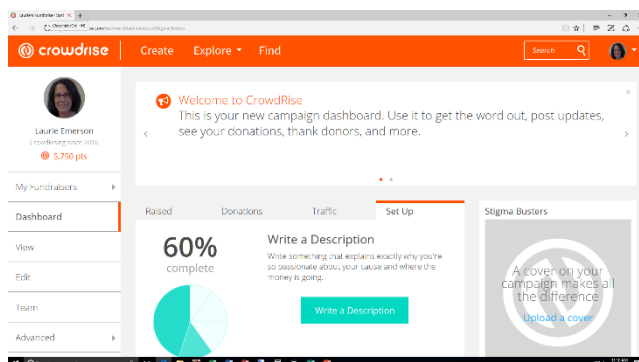 crowdrise
Create
Explore
Find
Search
Laurie Emerson
CrowdRising since 2016
5,750 pts
My Fundraisers
Dashboard
View
Edit
Team
Advanced
Welcome to CrowdRise
This is your new campaign dashboard. Use it to get the word out, post updates,
see your donations, thank donors, and more.
Raised
Donations
Traffic
Set Up
60%
complete
Write a Description
Write something that explains exactly why you're
so passionate about your cause and where the
money is going.
Write a Description
Stigma Busters
A cover on your
campaign makes all
the difference
Upload a cover